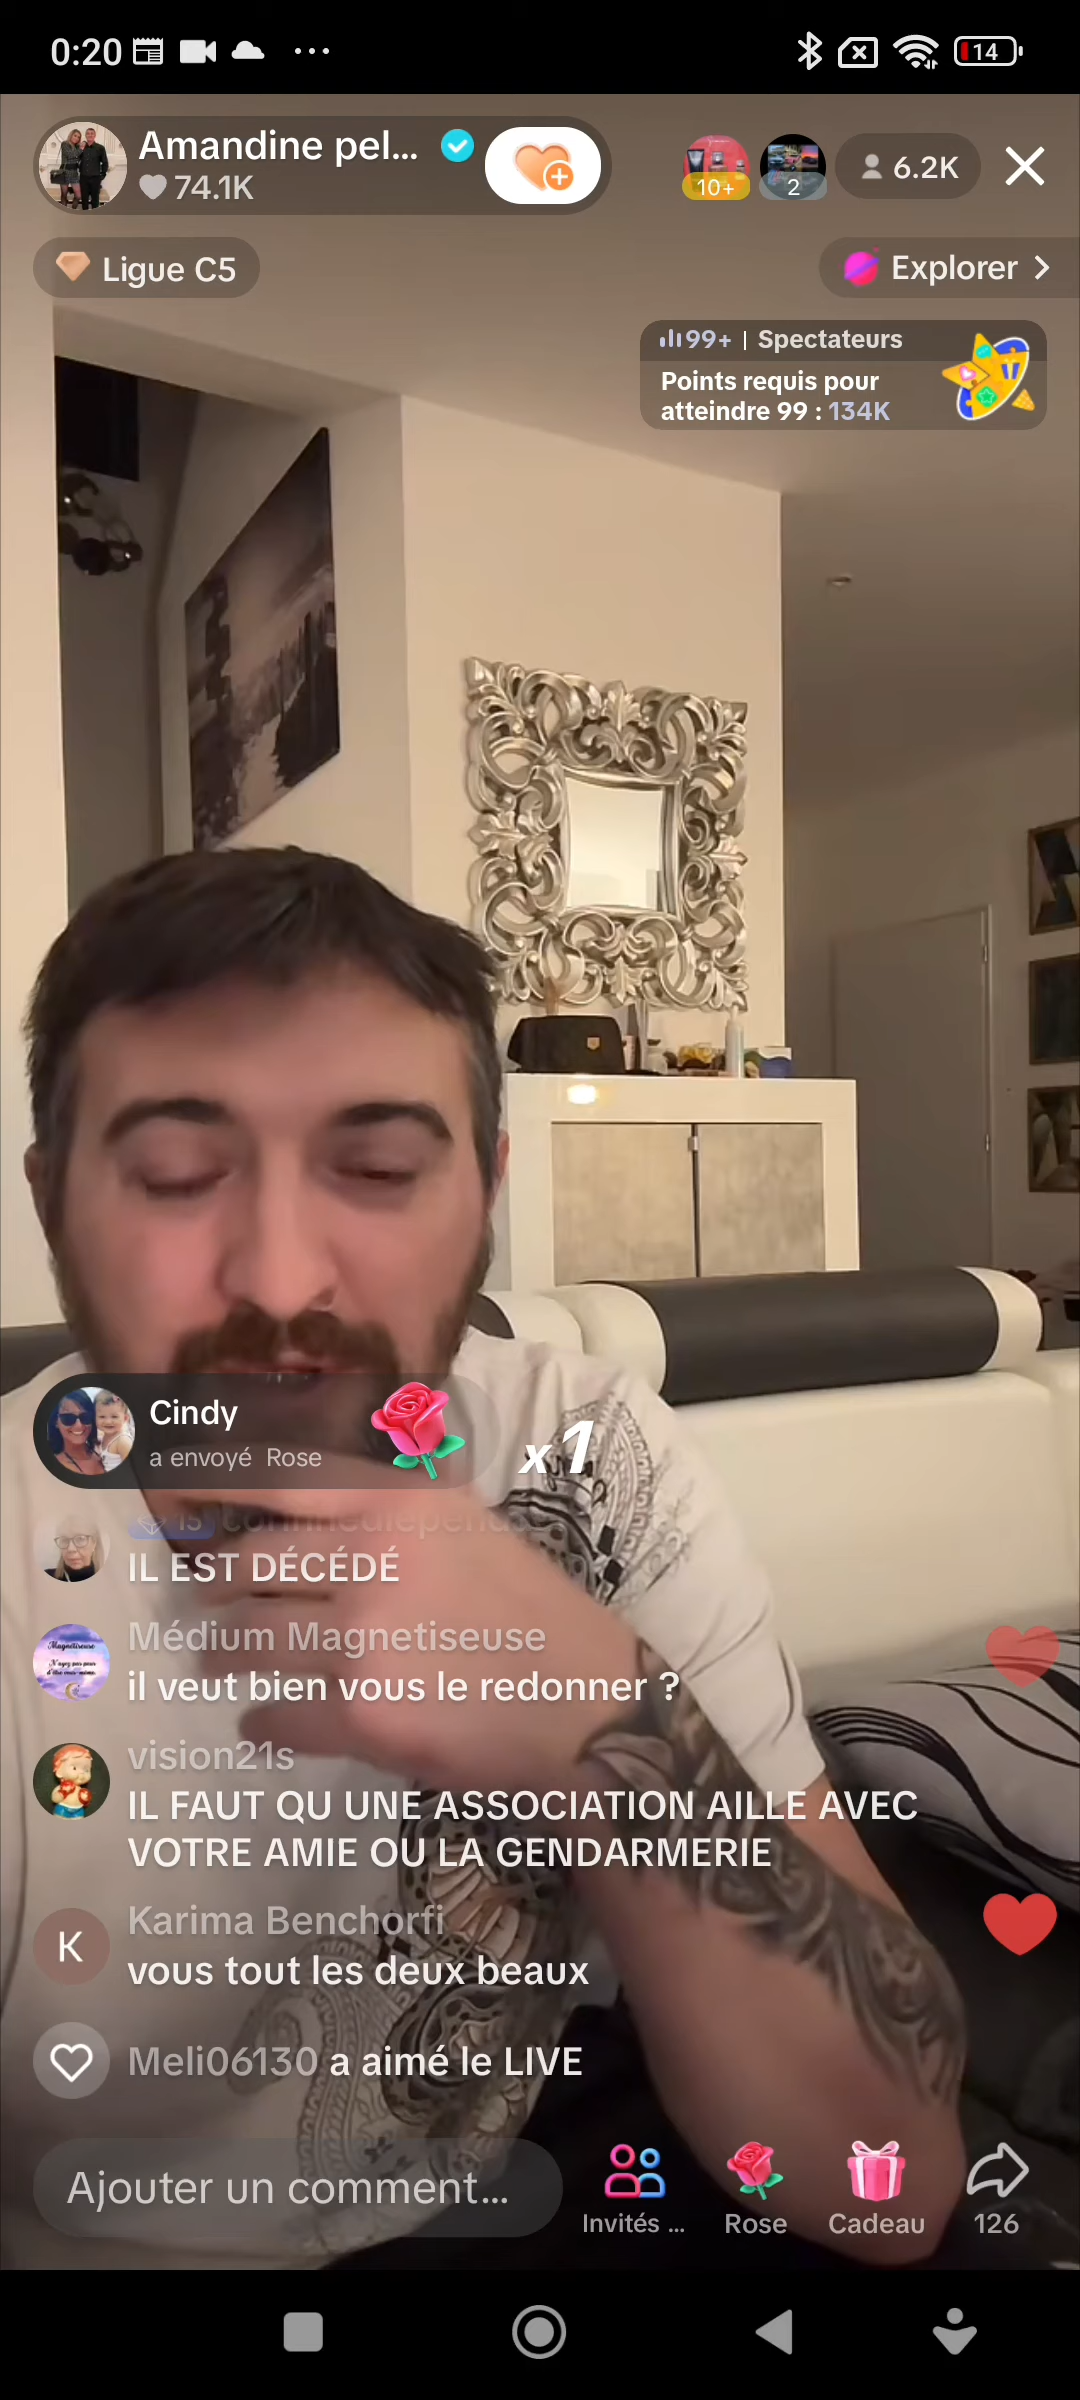 0:20
14
Amandine pel...
74.1K
10+
2
6.2K
Ligue C5
Explorer
99+ | Spectateurs
Points requis pour
atteindre 99 : 134K
Cindy
a envoyé Rose
x1
15
IL EST DÉCÉDÉ
Médium Magnetiseuse
il veut bien vous le redonner ?
vision21s
IL FAUT QU UNE ASSOCIATION AILLE AVEC
VOTRE AMIE OU LA GENDARMERIE
K
Karima Benchorfi
vous tout les deux beaux
Meli06130 a aimé le LIVE
Ajouter un comment...
Invités ...
Rose
Cadeau
126